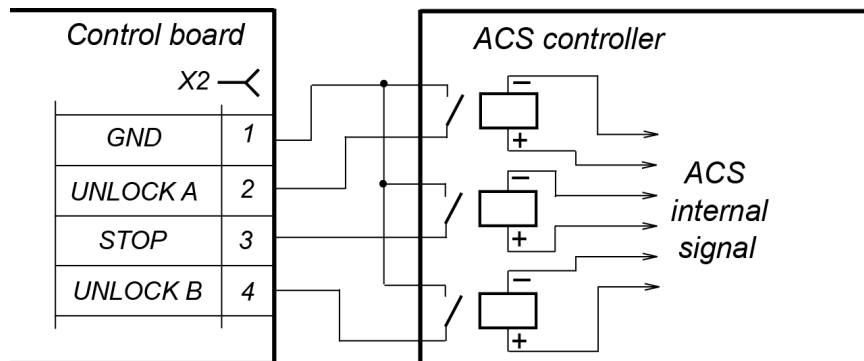 Control board
X2
GND 1
UNLOCK A 2
STOP 3
UNLOCK B 4
ACS controller
−
+
−
+
−
+
ACS
internal
signal